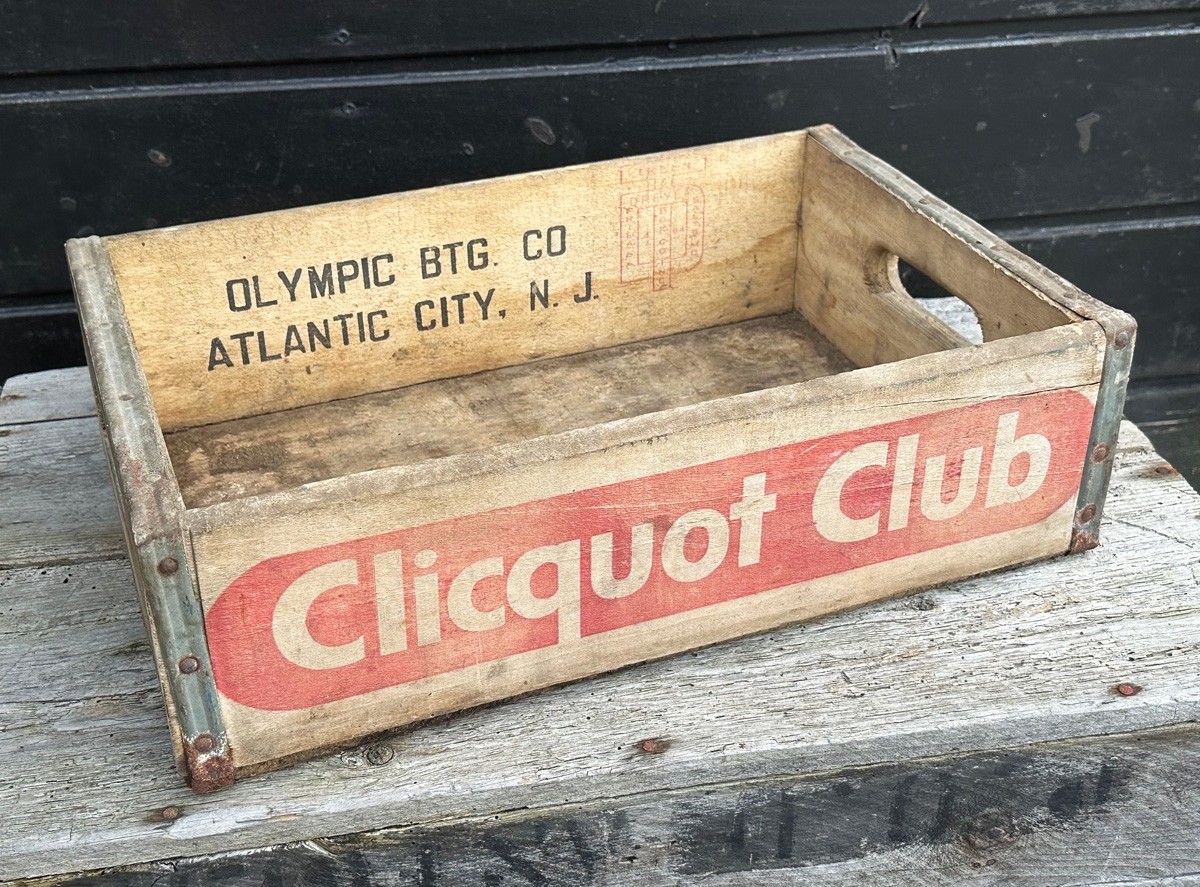 OLYMPIC BTG. CO
ATLANTIC CITY, N. J.
Clicquot Club